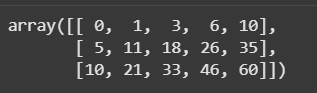 array([[ 0,  1,  3,  6, 10],
       [ 5, 11, 18, 26, 35],
       [10, 21, 33, 46, 60]])